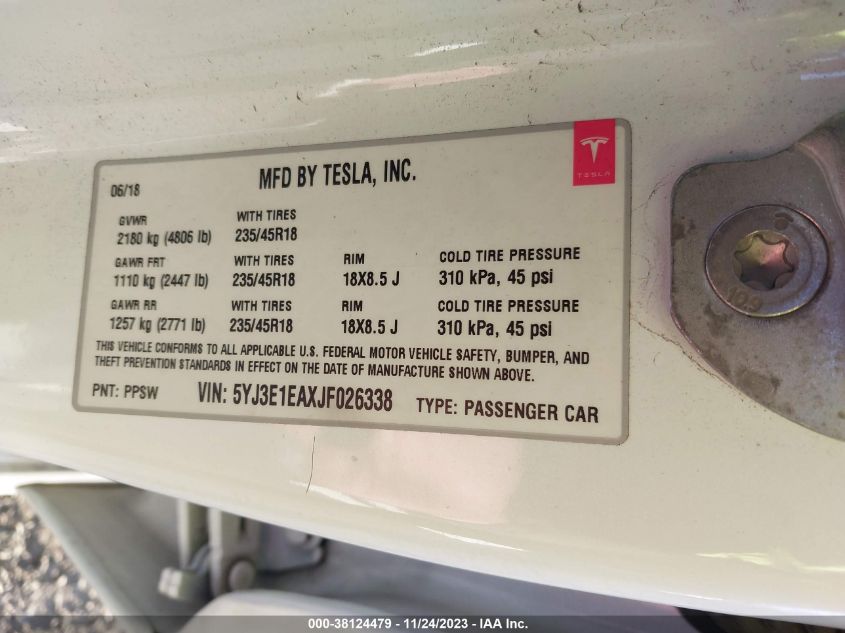 MFD BY TESLA, INC.
TESLA
06/18
GVWR WITH TIRES
2180 kg (4806 lb) 235/45R18
GAWR FRT WITH TIRES RIM COLD TIRE PRESSURE
1110 kg (2447 lb) 235/45R18 18X8.5 J 310 kPa, 45 psi
GAWR RR WITH TIRES RIM COLD TIRE PRESSURE
1257 kg (2771 lb) 235/45R18 18X8.5 J 310 kPa, 45 psi
THIS VEHICLE CONFORMS TO ALL APPLICABLE U.S. FEDERAL MOTOR VEHICLE SAFETY, BUMPER, AND
THEFT PREVENTION STANDARDS IN EFFECT ON THE DATE OF MANUFACTURE SHOWN ABOVE.
PNT: PPSW VIN: 5YJ3E1EAXJF026338 TYPE: PASSENGER CAR
10.9
000-38124479 - 11/24/2023 - IAA Inc.